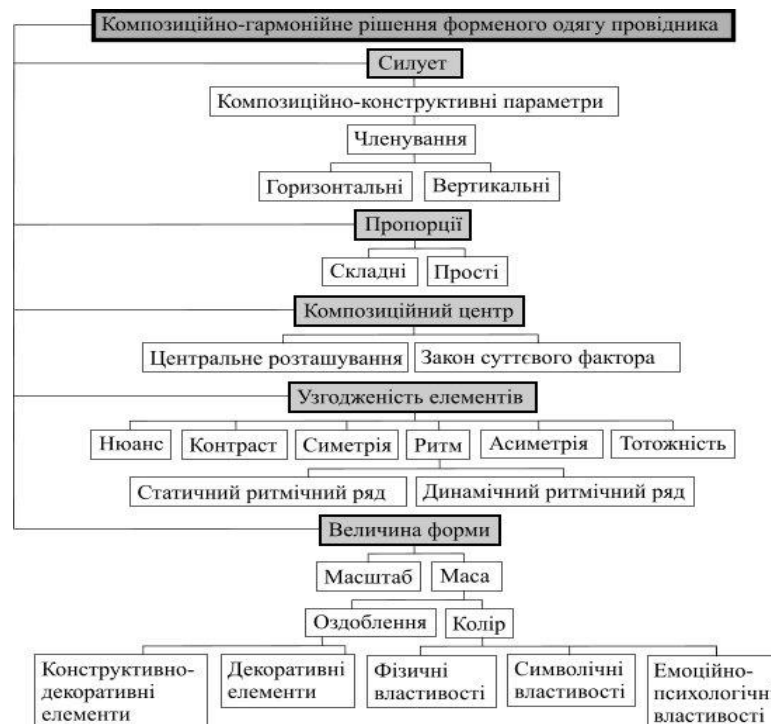 Композиційно-гармонійне рішення форменого одягу провідника
Силует
Композиційно-конструктивні параметри
Членування
Горизонтальні Вертикальні
Пропорції
Складні Прості
Композиційний центр
Центральне розташування Закон суттєвого фактора
Узгодженість елементів
Нюанс Контраст Симетрія Ритм Асиметрія Тотожність
Статичний ритмічний ряд Динамічний ритмічний ряд
Величина форми
Масштаб Маса
Оздоблення Колір
Конструктивно-
декоративні
елементи
Декоративні
елементи
Фізичні
властивості
Символічні
властивості
Емоційно-
психологічні
властивості